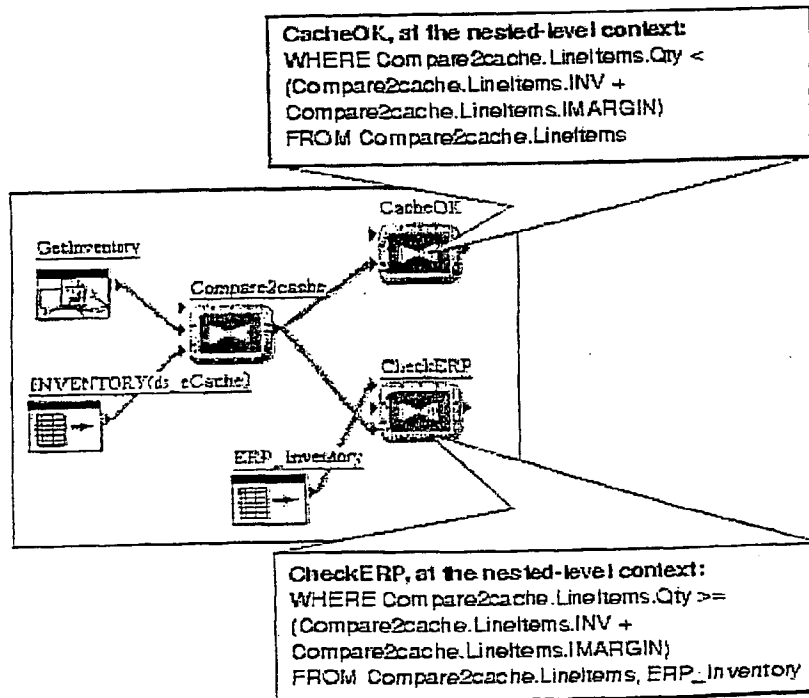 CacheOK, at the nested-level context:
WHERE Compare2cache.LineItems.Qty <
(Compare2cache.LineItems.INV +
Compare2cache.LineItems.IMARGIN)
FROM Compare2cache.LineItems
CacheOK
GetInventory
Compare2cache
INVENTORY(ds_eCache)
CheckERP
ERP_Inventory
CheckERP, at the nested-level context:
WHERE Compare2cache.LineItems.Qty >=
(Compare2cache.LineItems.INV +
Compare2cache.LineItems.IMARGIN)
FROM Compare2cache.LineItems, ERP_Inventory